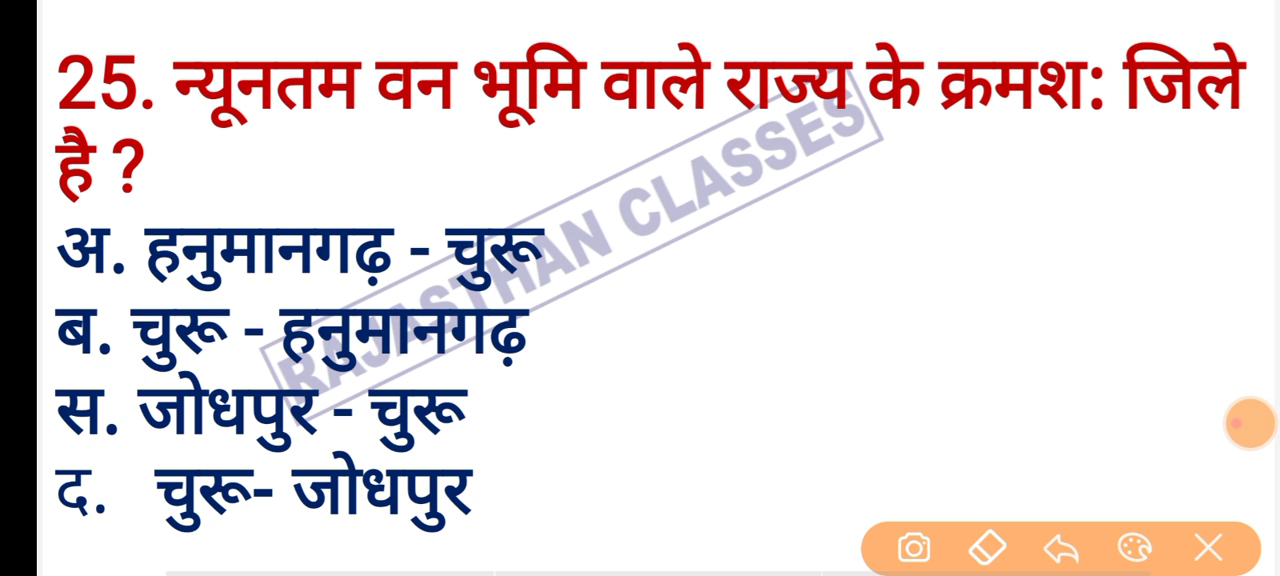 25. न्यूनतम वन भूमि वाले राज्य के क्रमश: जिले
है ?
अ. हनुमानगढ़ - चुरू
ब. चुरू - हनुमानगढ़
स. जोधपुर - चुरू
द. चुरू- जोधपुर
RAJASTHAN CLASSES